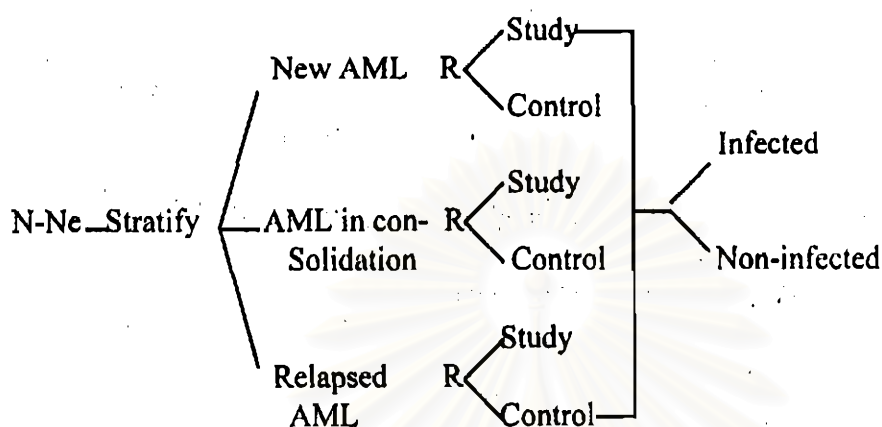 New AML R Study
Control
N-Ne Stratify AML in con-
Solidation R Study
Control
Relapsed
AML R Study
Control
Infected
Non-infected